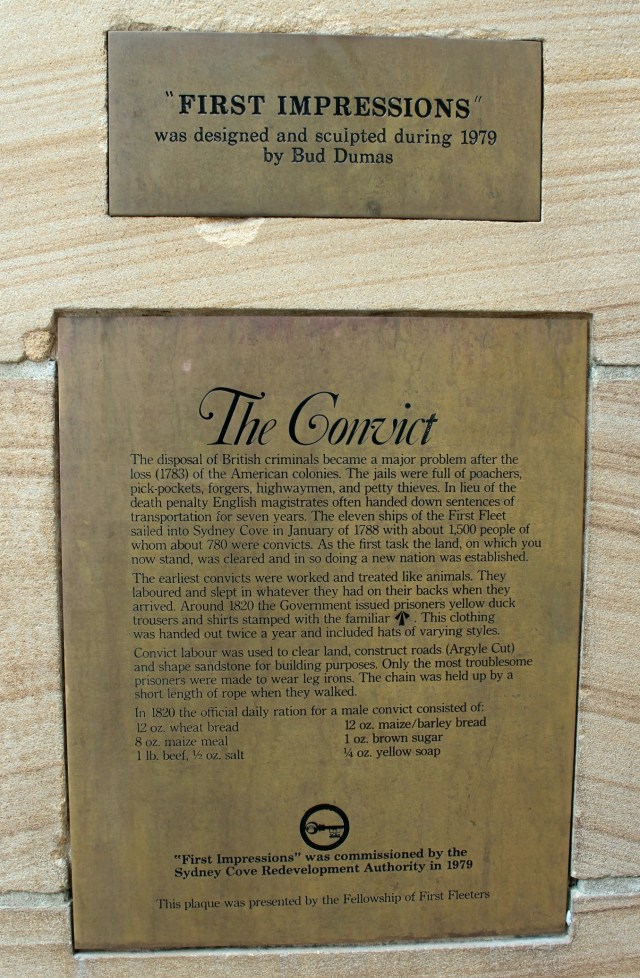 "FIRST IMPRESSIONS"
was designed and sculpted during 1979
by Bud Dumas
The Convict
The disposal of British criminals became a major problem after the
loss (1783) of the American colonies. The jails were full of poachers,
pick-pockets, forgers, highwaymen, and petty thieves. In lieu of the
death penalty English magistrates often handed down sentences of
transportation for seven years. The eleven ships of the First Fleet
sailed into Sydney Cove in January of 1788 with about 1,500 people of
whom about 780 were convicts. As the first task the land, on which you
now stand, was cleared and in so doing a new nation was established.
The earliest convicts were worked and treated like animals. They
laboured and slept in whatever they had on their backs when they
arrived. Around 1820 the Government issued prisoners yellow duck
trousers and shirts stamped with the familiar . This clothing
was handed out twice a year and included hats of varying styles.
Convict labour was used to clear land, construct roads (Argyle Cut)
and shape sandstone for building purposes. Only the most troublesome
prisoners were made to wear leg irons. The chain was held up by a
short length of rope when they walked.
In 1820 the official daily ration for a male convict consisted of:
12 oz. wheat bread
8 oz. maize meal
1 lb. beef, ½ oz. salt
12 oz. maize/barley bread
1 oz. brown sugar
¼ oz. yellow soap
"First Impressions" was commissioned by the
Sydney Cove Redevelopment Authority in 1979
This plaque was presented by the Fellowship of First Fleeters